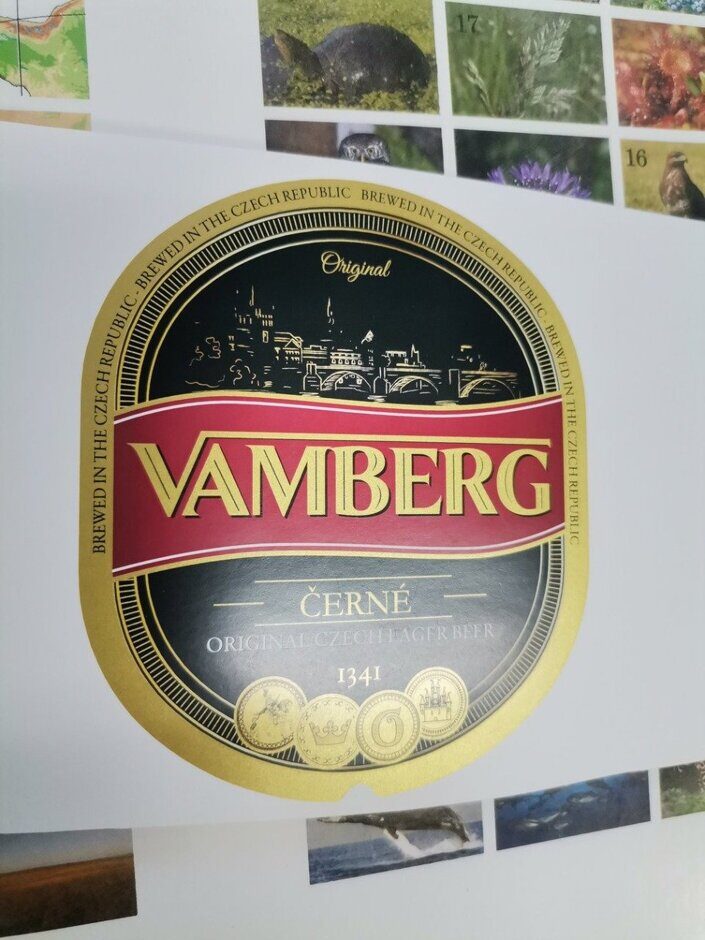 17
16
BREWED IN THE CZECH REPUBLIC · BREWED IN THE CZECH REPUBLIC BREWED IN THE CZECH REPUBLIC · BREWED IN THE CZECH REPUBLIC
Original
VAMBERG
ČERNÉ
ORIGINAL CZECH LAGER BEER
1341